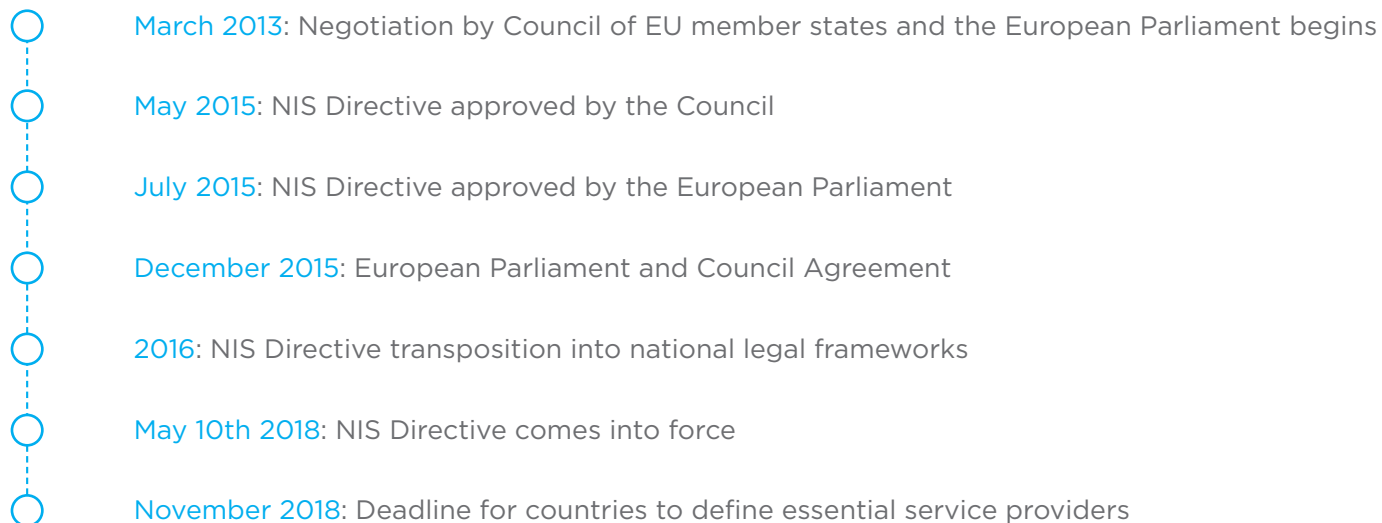 March 2013: Negotiation by Council of EU member states and the European Parliament begins
May 2015: NIS Directive approved by the Council
July 2015: NIS Directive approved by the European Parliament
December 2015: European Parliament and Council Agreement
2016: NIS Directive transposition into national legal frameworks
May 10th 2018: NIS Directive comes into force
November 2018: Deadline for countries to define essential service providers